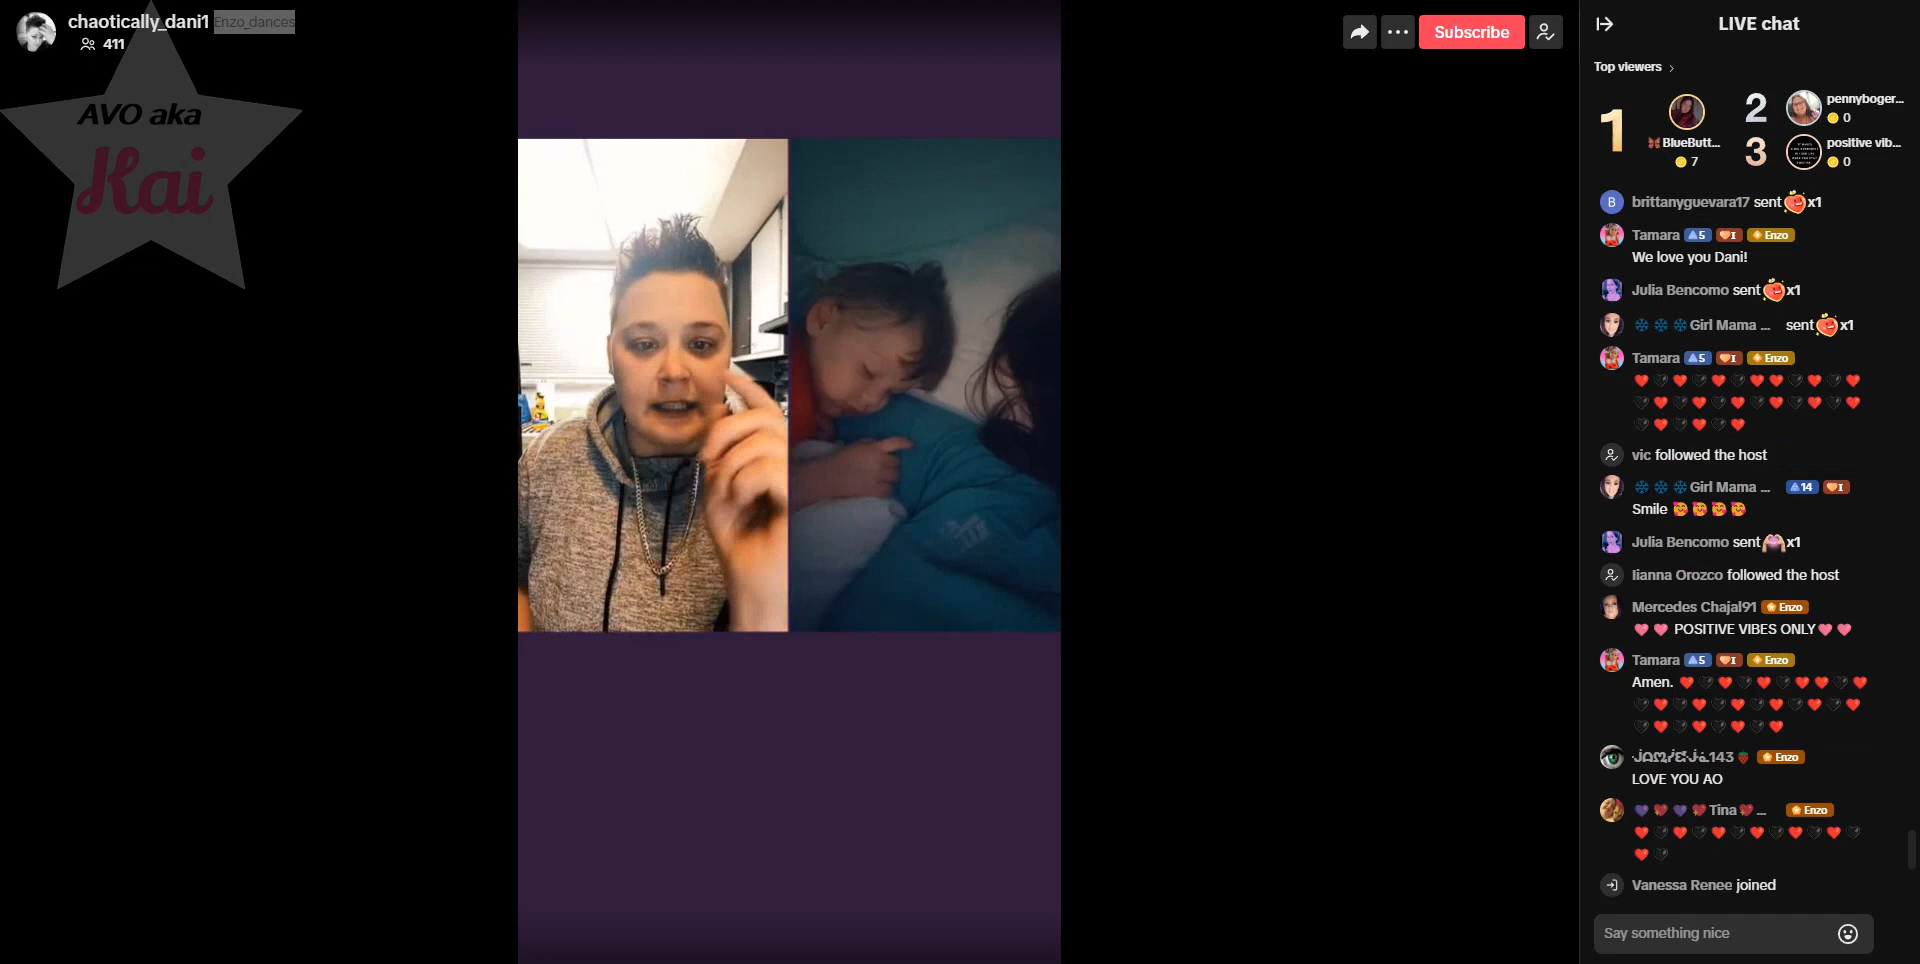 chaotically_dani1 Enzo_dances
411
AVO aka
Kai
Subscribe
LIVE chat
Top viewers
1
BlueButt...
7
2
pennyboger...
0
3
positive vib...
0
B
brittanyguevara17 sent x1
Tamara 5 I Enzo
We love you Dani!
Julia Bencomo sent x1
Girl Mama ... sent x1
Tamara 5 I Enzo
vic followed the host
Girl Mama ... 14 I
Smile
Julia Bencomo sent x1
Iianna Orozco followed the host
Mercedes Chajal91 Enzo
POSITIVE VIBES ONLY
Tamara 5 I Enzo
Amen.
143 Enzo
LOVE YOU AO
Tina ... Enzo
Vanessa Renee joined
Say something nice